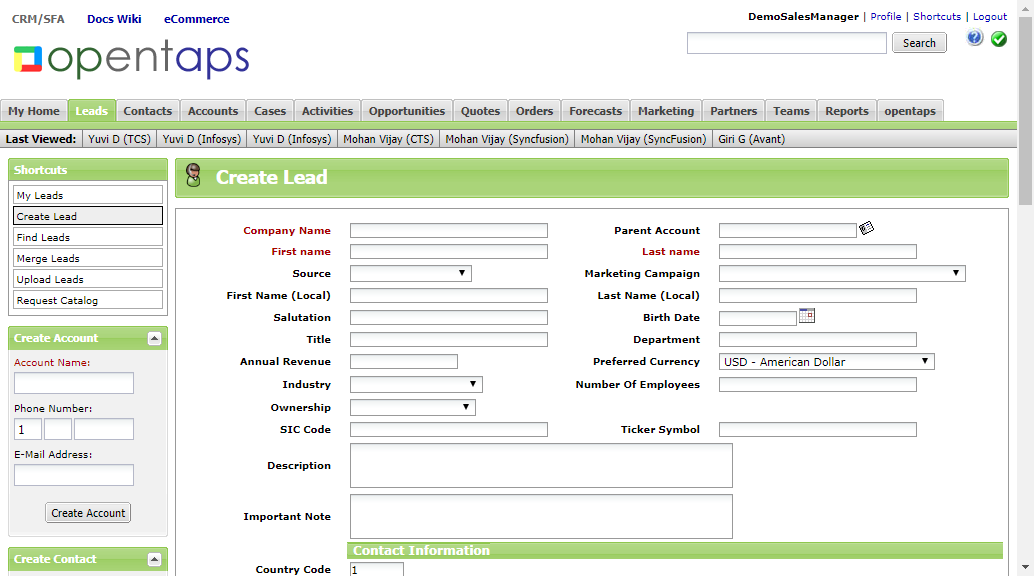 CRM/SFA Docs Wiki eCommerce
DemoSalesManager | Profile | Shortcuts | Logout
opentaps
Search
My Home Leads Contacts Accounts Cases Activities Opportunities Quotes Orders Forecasts Marketing Partners Teams Reports opentaps
Last Viewed: Yuvi D (TCS) Yuvi D (Infosys) Yuvi D (Infosys) Mohan Vijay (CTS) Mohan Vijay (Syncfusion) Mohan Vijay (SyncFusion) Giri G (Avant)
Shortcuts
My Leads
Create Lead
Find Leads
Merge Leads
Upload Leads
Request Catalog
Create Account
Account Name:
Phone Number:
1
E-Mail Address:
Create Account
Create Contact
Create Lead
Company Name Parent Account
First name Last name
Source Marketing Campaign
First Name (Local) Last Name (Local)
Salutation Birth Date
Title Department
Annual Revenue Preferred Currency USD - American Dollar
Industry Number Of Employees
Ownership
SIC Code Ticker Symbol
Description
Important Note
Contact Information
Country Code 1